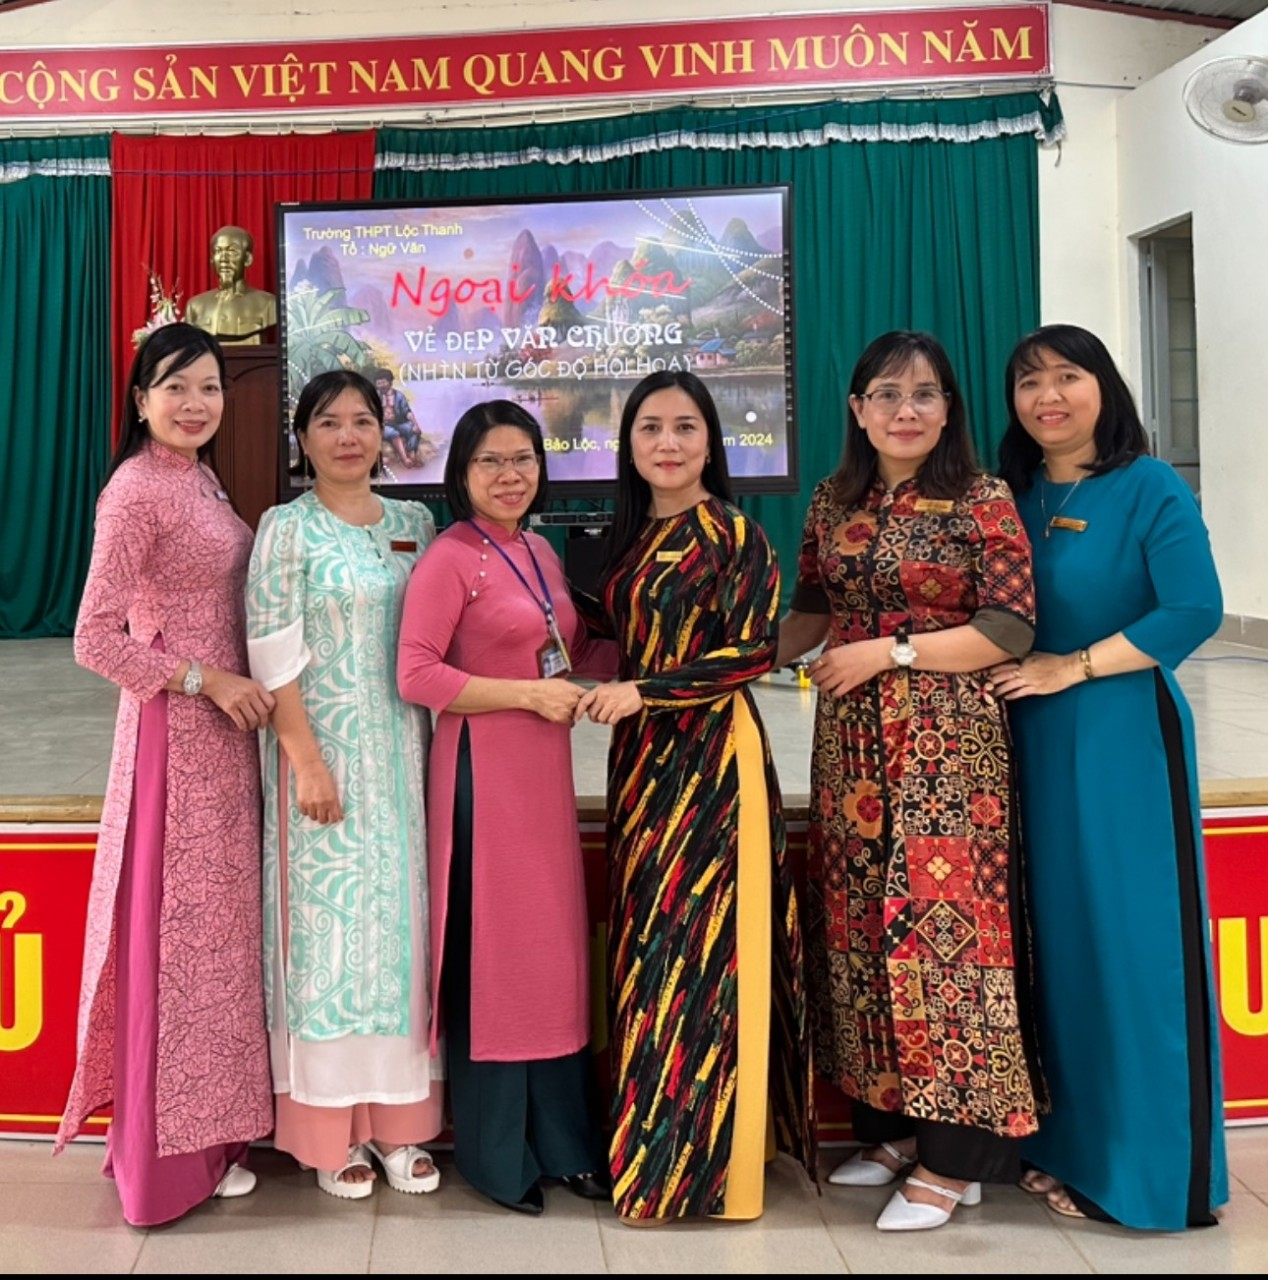 CỘNG SẢN VIỆT NAM QUANG VINH MUÔN NĂM
Trường THPT Lộc Thanh
Tổ : Ngữ Văn
Ngoại khóa
VẺ ĐẸP VĂN CHƯƠNG
(NHÌN TỪ GÓC ĐỘ HỘI HỌA)
Bảo Lộc, 2024